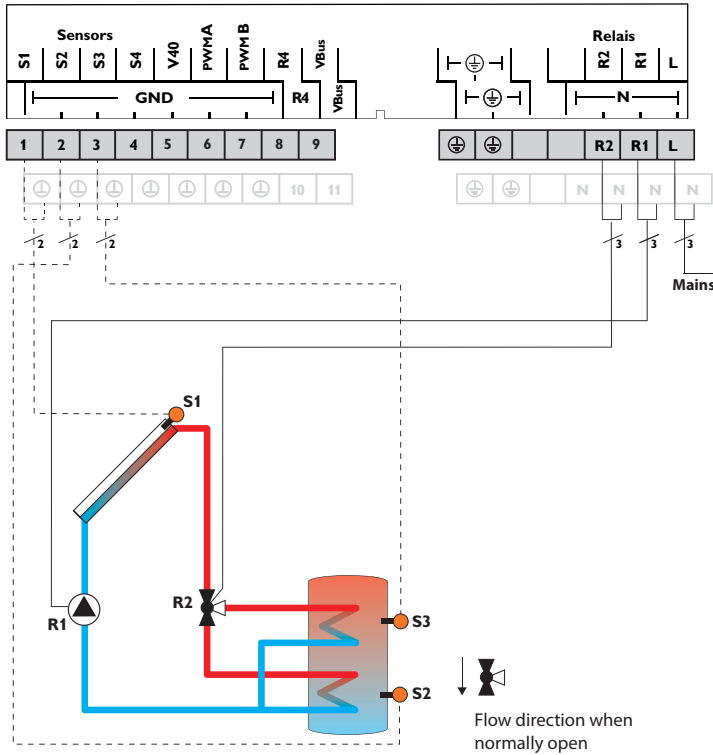 Sensors
Relais
S1 S2 S3 S4 V40 PWM A PWM B R4 VBus
R2 R1 L
GND R4 VBus
N
1 2 3 4 5 6 7 8 9
R2 R1 L
10 11
N N N N
2 2 2
3 3 3
Mains
S1
R2
R1
S3
S2
Flow direction when
normally open